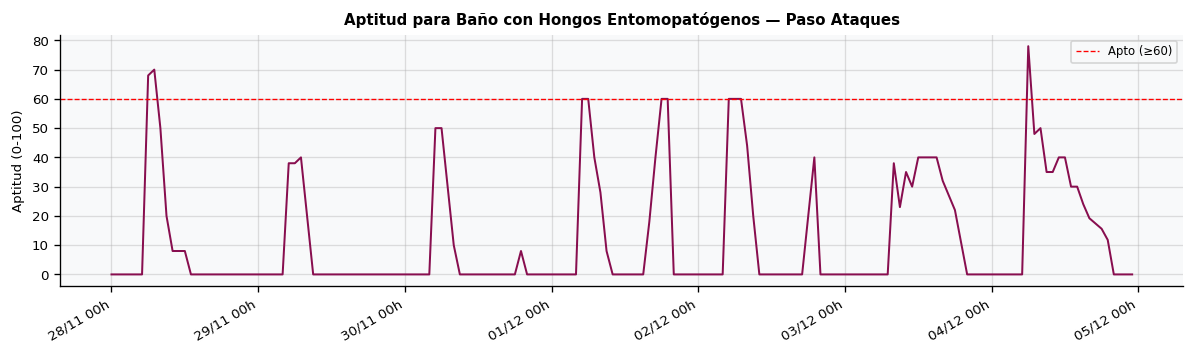 Aptitud para Baño con Hongos Entomopatógenos — Paso Ataques
Aptitud (0-100)
80
70
60
50
40
30
20
10
0
Apto (≥60)
28/11 00h
29/11 00h
30/11 00h
01/12 00h
02/12 00h
03/12 00h
04/12 00h
05/12 00h